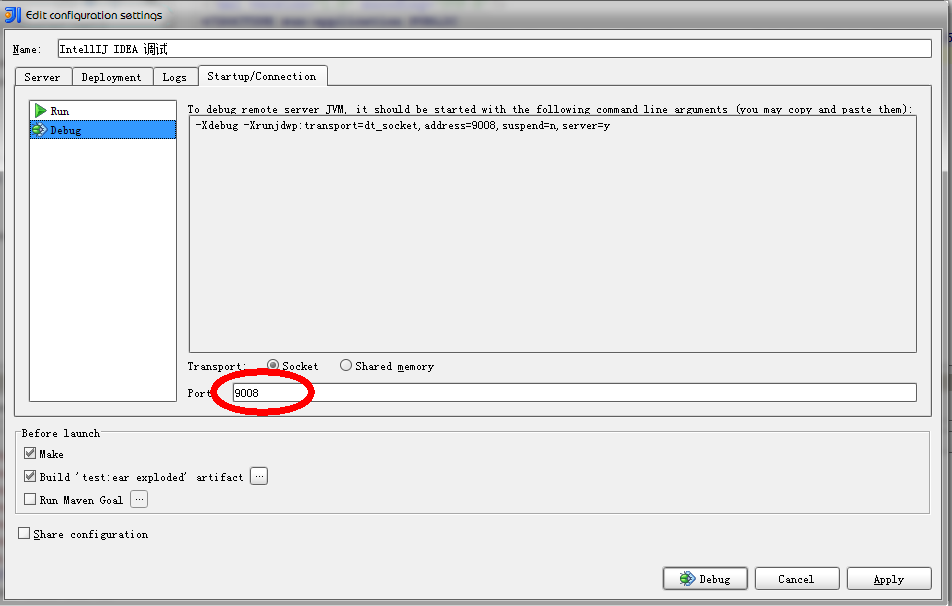 Edit configuration settings
Name: IntellIJ IDEA 调试
Server Deployment Logs Startup/Connection
Run
Debug
To debug remote server JVM, it should be started with the following command line arguments (you may copy and paste them):
-Xdebug -Xrunjdwp:transport=dt_socket,address=9008,suspend=n,server=y
Transport: Socket Shared memory
Port 9008
Before launch
Make
Build 'test:ear exploded' artifact ...
Run Maven Goal ...
Share configuration
Debug Cancel Apply